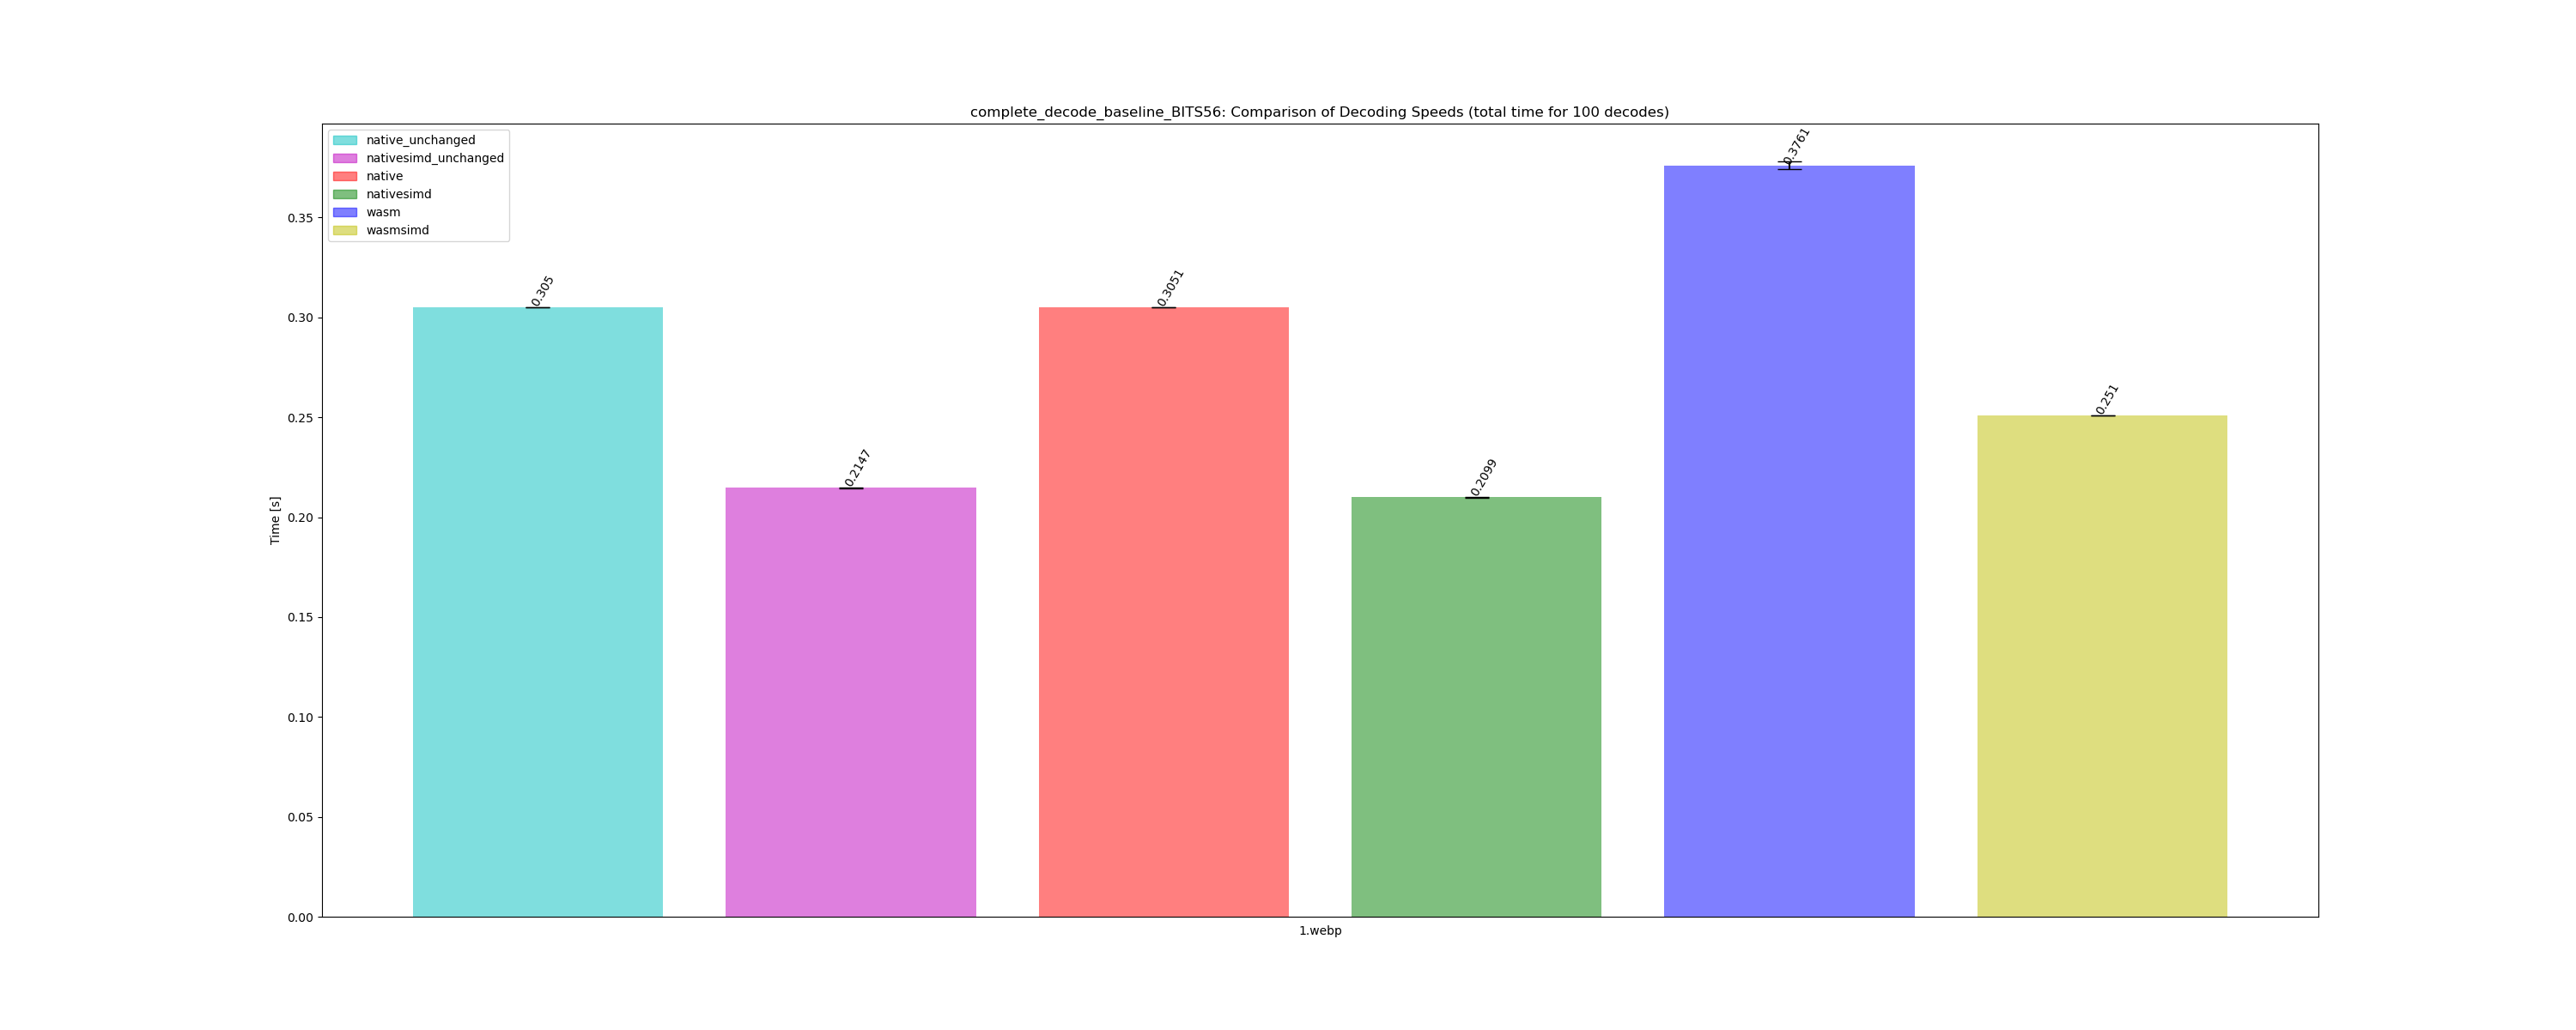 complete_decode_baseline_BITS56: Comparison of Decoding Speeds (total time for 100 decodes)
native_unchanged
nativesimd_unchanged
native
nativesimd
wasm
wasmsimd
Time [s]
0.35
0.30
0.25
0.20
0.15
0.10
0.05
0.00
0.305
0.2147
0.3051
0.2099
0.3761
0.251
1.webp